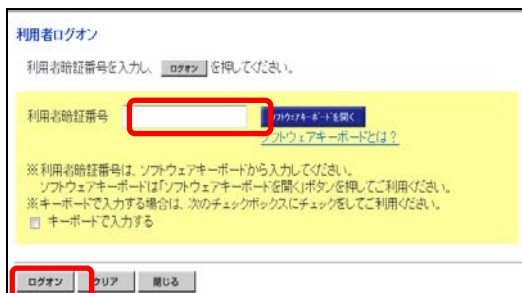 利用者ログオン
利用者暗証番号を入力し、 ログオン を押してください。
利用者暗証番号 ソフトウェアキーボードを開く
ソフトウェアキーボードとは？
※利用者暗証番号は、ソフトウェアキーボードから入力してください。
ソフトウェアキーボードは「ソフトウェアキーボードを開く」ボタンを押してご利用ください。
※キーボードで入力する場合は、次のチェックボックスにチェックをしてご利用ください。
キーボードで入力する
ログオン クリア 閉じる